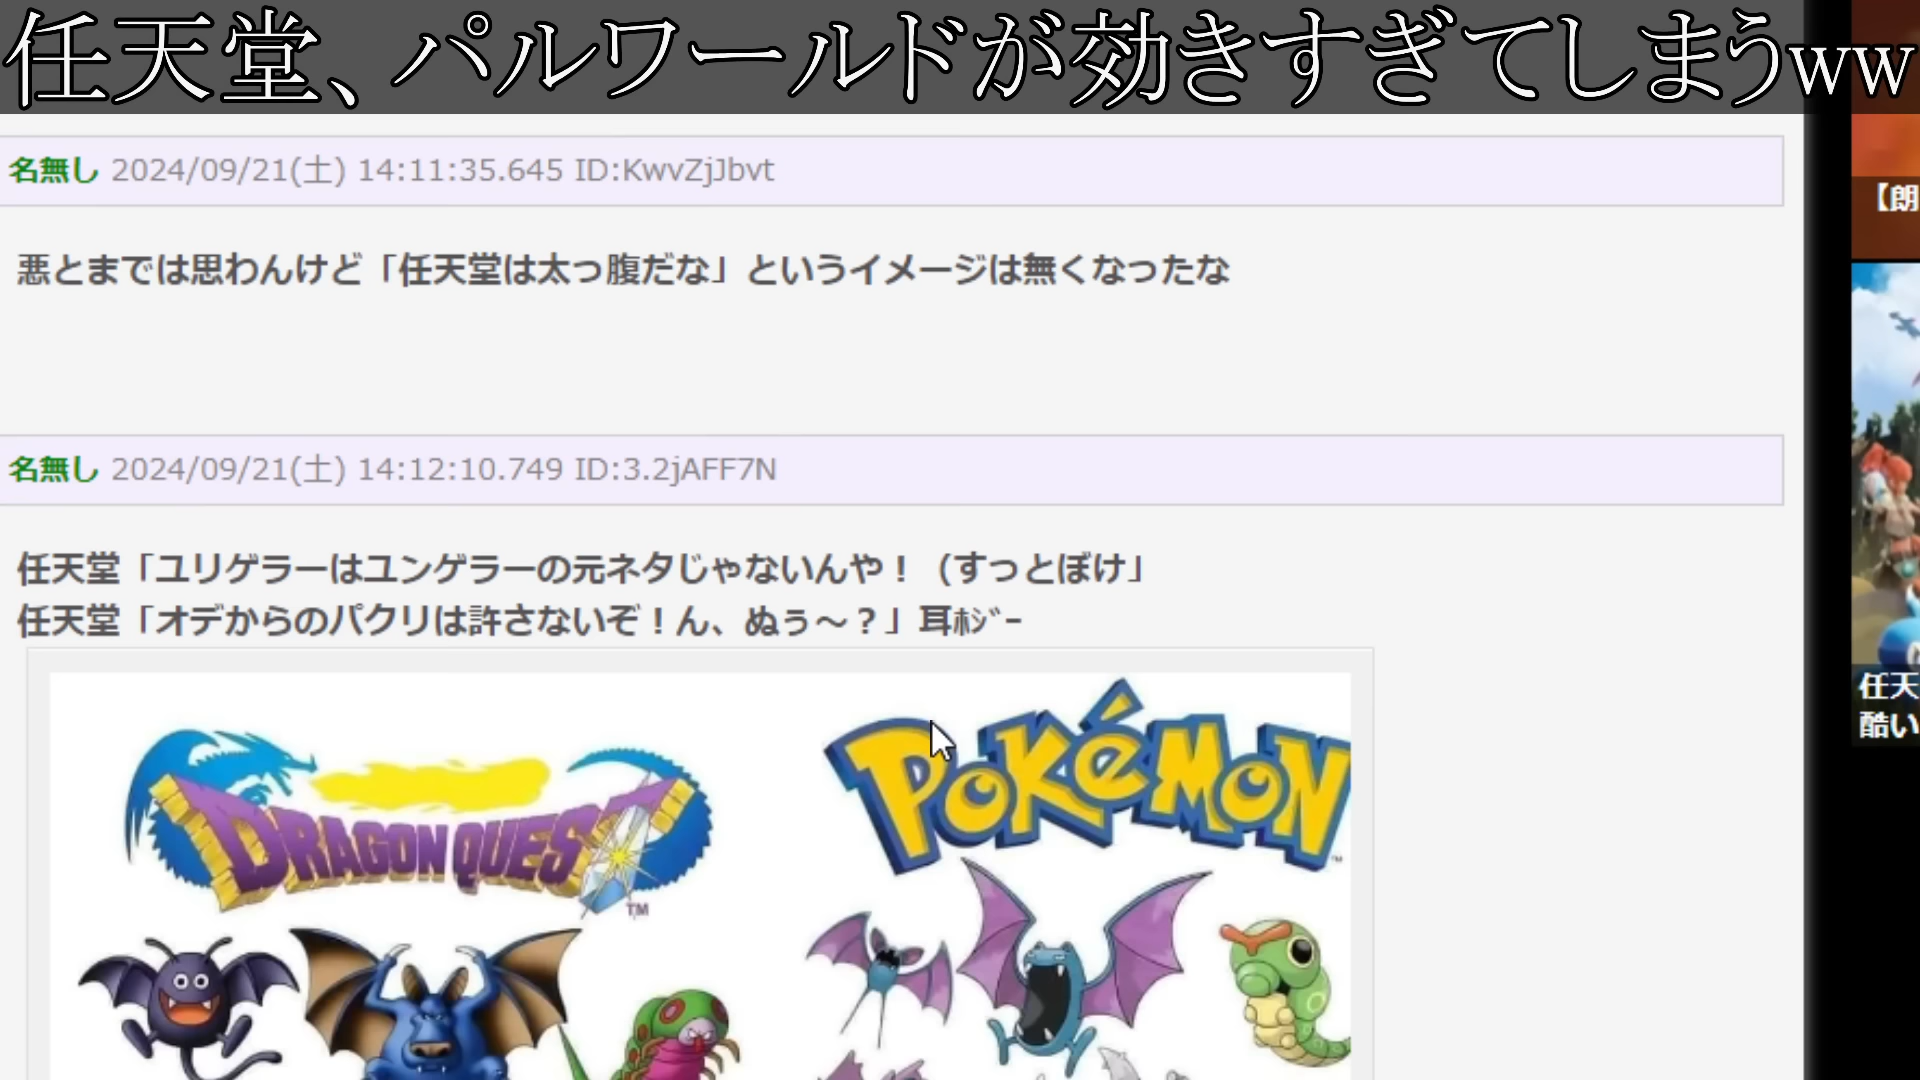 任天堂、パルワールドが効きすぎてしまうww
名無し 2024/09/21(土) 14:11:35.645 ID:KwvZjJbvt
悪とまでは思わんけど「任天堂は太っ腹だな」というイメージは無くなったな
名無し 2024/09/21(土) 14:12:10.749 ID:3.2jAFF7N
任天堂「ユリゲラーはユンゲラーの元ネタじゃないんや！（すっとぼけ」
任天堂「オデからのパクリは許さないぞ！ん、ぬぅ～？」耳ﾎｼﾞｰ
DRAGON QUEST
TM
POKéMON
TM
【朗
任天
酷い